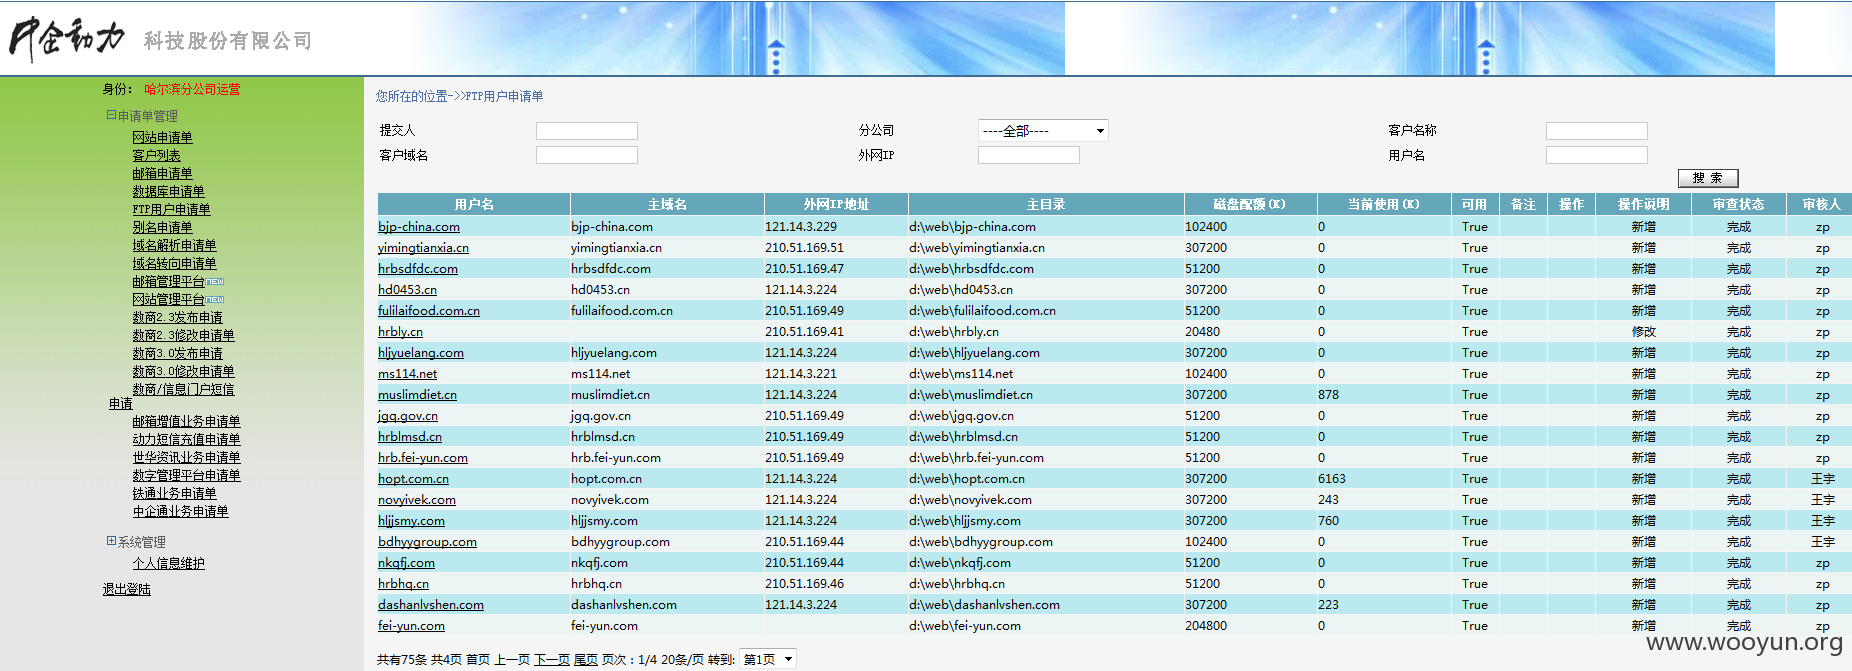 中企动力 科技股份有限公司
身份： 哈尔滨分公司运营
申请单管理
网站申请单
客户列表
邮箱申请单
数据库申请单
FTP用户申请单
别名申请单
域名解析申请单
域名转向申请单
邮箱管理平台NEW
网站管理平台NEW
数商2.3发布申请
数商2.3修改申请单
数商3.0发布申请
数商3.0修改申请单
数商/信息门户短信
申请
邮箱增值业务申请单
动力短信充值申请单
世华资讯业务申请单
数字管理平台申请单
铁通业务申请单
中企通业务申请单
系统管理
个人信息维护
退出登陆
您所在的位置->>FTP用户申请单
提交人 分公司 ----全部---- 客户名称
客户域名 外网IP 用户名
搜 索
用户名 主域名 外网IP地址 主目录 磁盘配额(K) 当前使用(K) 可用 备注 操作 操作说明 审查状态 审核人
bjp-china.com bjp-china.com 121.14.3.229 d:\web\bjp-china.com 102400 0 True 新增 完成 zp
yimingtianxia.cn yimingtianxia.cn 210.51.169.51 d:\web\yimingtianxia.cn 307200 0 True 新增 完成 zp
hrbsdfdc.com hrbsdfdc.com 210.51.169.47 d:\web\hrbsdfdc.com 51200 0 True 新增 完成 zp
hd0453.cn hd0453.cn 121.14.3.224 d:\web\hd0453.cn 307200 0 True 新增 完成 zp
fulilaifood.com.cn fulilaifood.com.cn 210.51.169.49 d:\web\fulilaifood.com.cn 51200 0 True 新增 完成 zp
hrbly.cn 210.51.169.41 d:\web\hrbly.cn 20480 0 True 修改 完成 zp
hljyuelang.com hljyuelang.com 121.14.3.224 d:\web\hljyuelang.com 307200 0 True 新增 完成 zp
ms114.net ms114.net 121.14.3.221 d:\web\ms114.net 102400 0 True 新增 完成 zp
muslimdiet.cn muslimdiet.cn 121.14.3.224 d:\web\muslimdiet.cn 307200 878 True 新增 完成 zp
jgq.gov.cn jgq.gov.cn 210.51.169.49 d:\web\jgq.gov.cn 51200 0 True 新增 完成 zp
hrblmsd.cn hrblmsd.cn 210.51.169.49 d:\web\hrblmsd.cn 51200 0 True 新增 完成 zp
hrb.fei-yun.com hrb.fei-yun.com 210.51.169.49 d:\web\hrb.fei-yun.com 51200 0 True 新增 完成 zp
hopt.com.cn hopt.com.cn 121.14.3.224 d:\web\hopt.com.cn 307200 6163 True 新增 完成 王宇
novyivek.com novyivek.com 121.14.3.224 d:\web\novyivek.com 307200 243 True 新增 完成 王宇
hljjsmy.com hljjsmy.com 121.14.3.224 d:\web\hljjsmy.com 307200 760 True 新增 完成 王宇
bdhyygroup.com bdhyygroup.com 210.51.169.44 d:\web\bdhyygroup.com 102400 0 True 新增 完成 王宇
nkqfj.com nkqfj.com 210.51.169.44 d:\web\nkqfj.com 51200 0 True 新增 完成 zp
hrbhq.cn hrbhq.cn 210.51.169.46 d:\web\hrbhq.cn 51200 0 True 新增 完成 zp
dashanlvshen.com dashanlvshen.com 121.14.3.224 d:\web\dashanlvshen.com 307200 223 True 新增 完成 zp
fei-yun.com fei-yun.com d:\web\fei-yun.com 204800 0 True 新增 完成 zp
共有75条 共4页 首页 上一页 下一页 尾页 页次：1/4 20条/页 转到: 第1页
www.wooyun.org